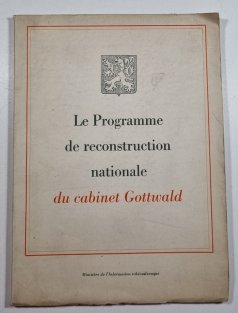 Le Programme
de reconstruction
nationale
du cabinet Gottwald
Ministère de l'Information tchécoslovaque